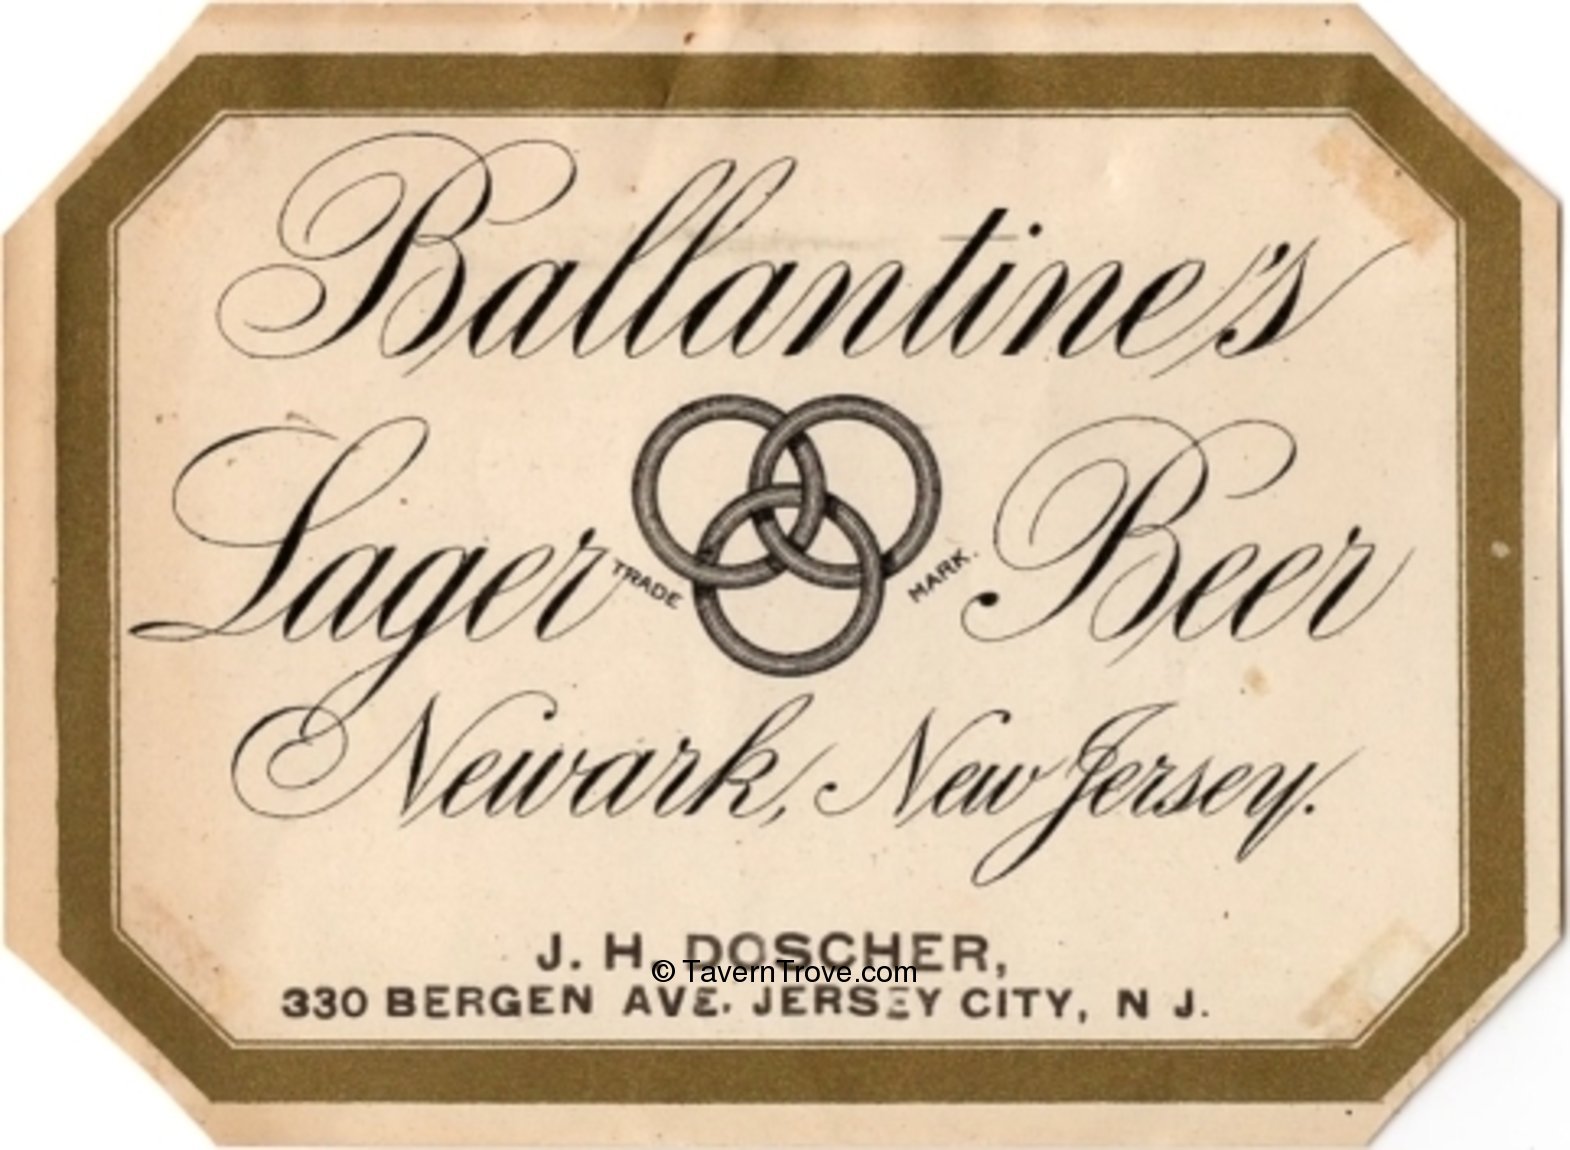 Ballantine's
Lager TRADE MARK. Beer
Newark, New Jersey.
J. H. DOSCHER,
© TavernTrove.com
330 BERGEN AVE. JERSEY CITY, N J.